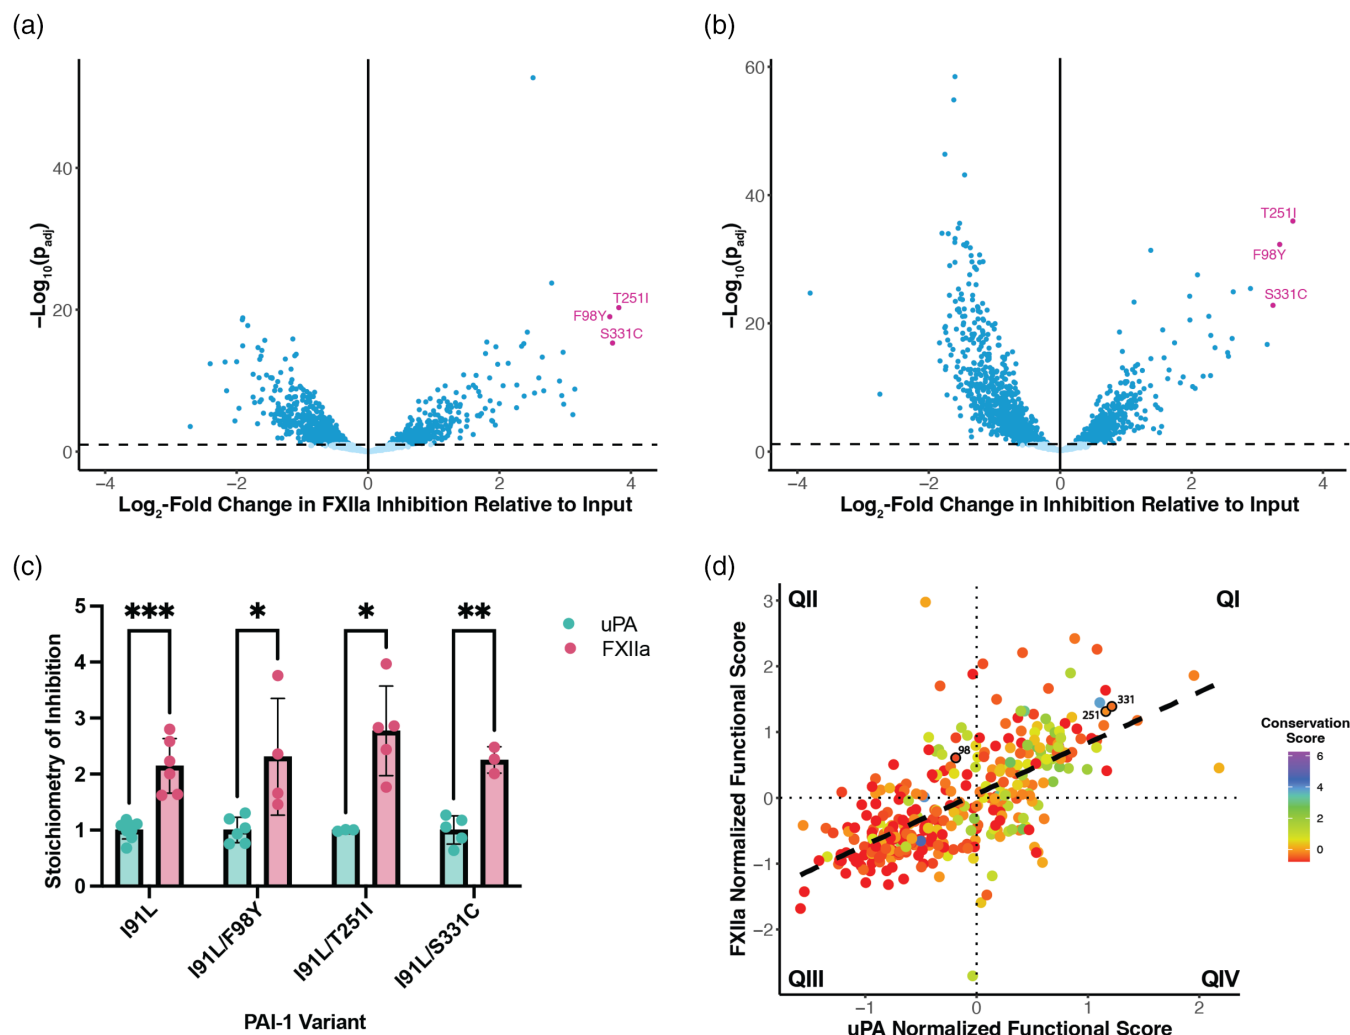 (a)
40
20
0
−4
−2
0
2
4
−Log10(padj)
Log2-Fold Change in FXIIa Inhibition Relative to Input
T251I
F98Y
S331C
(b)
60
40
20
0
−4
−2
0
2
4
−Log10(padj)
Log2-Fold Change in Inhibition Relative to Input
T251I
F98Y
S331C
(c)
5
4
3
2
1
0
Stoichiometry of Inhibition
***
*
*
**
uPA
FXIIa
I91L
I91L/F98Y
I91L/T251I
I91L/S331C
PAI-1 Variant
(d)
QII
QI
QIII
QIV
3
2
1
0
−1
−2
−1
0
1
2
FXIIa Normalized Functional Score
uPA Normalized Functional Score
98
251
331
Conservation
Score
6
4
2
0